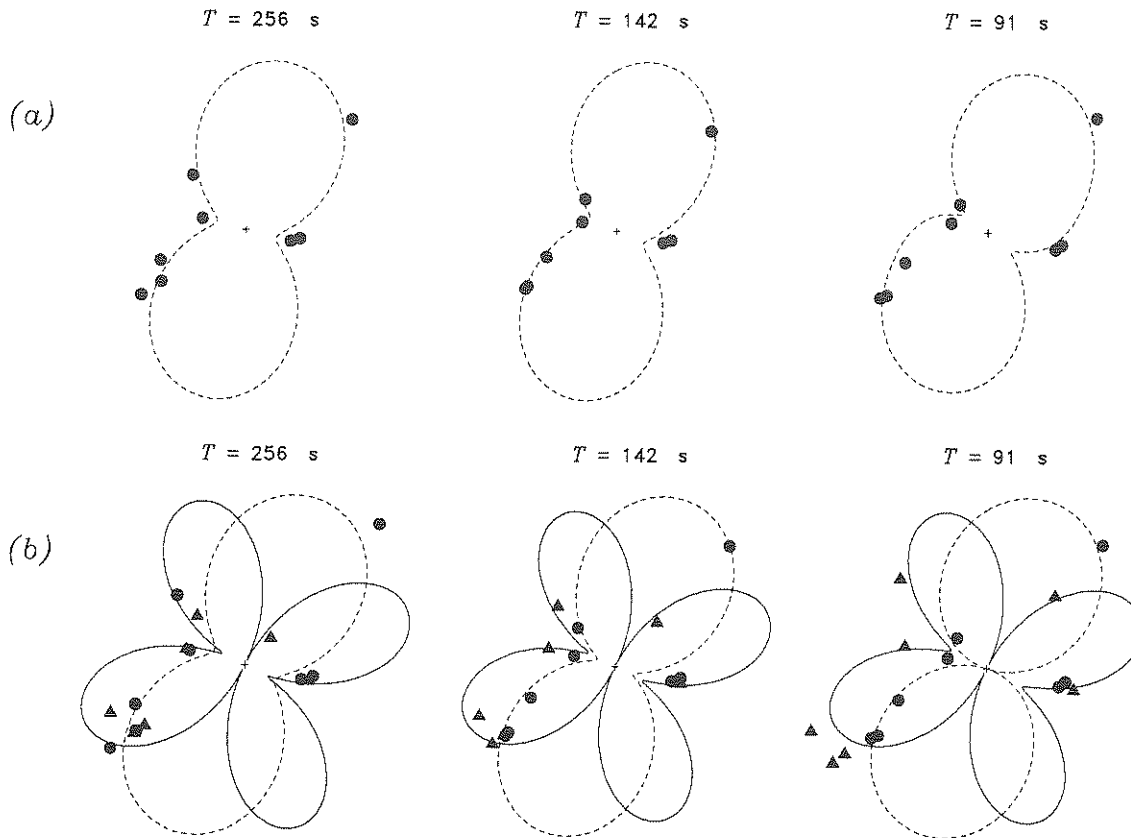 T = 256 s
T = 142 s
T = 91 s
(a)
T = 256 s
T = 142 s
T = 91 s
(b)